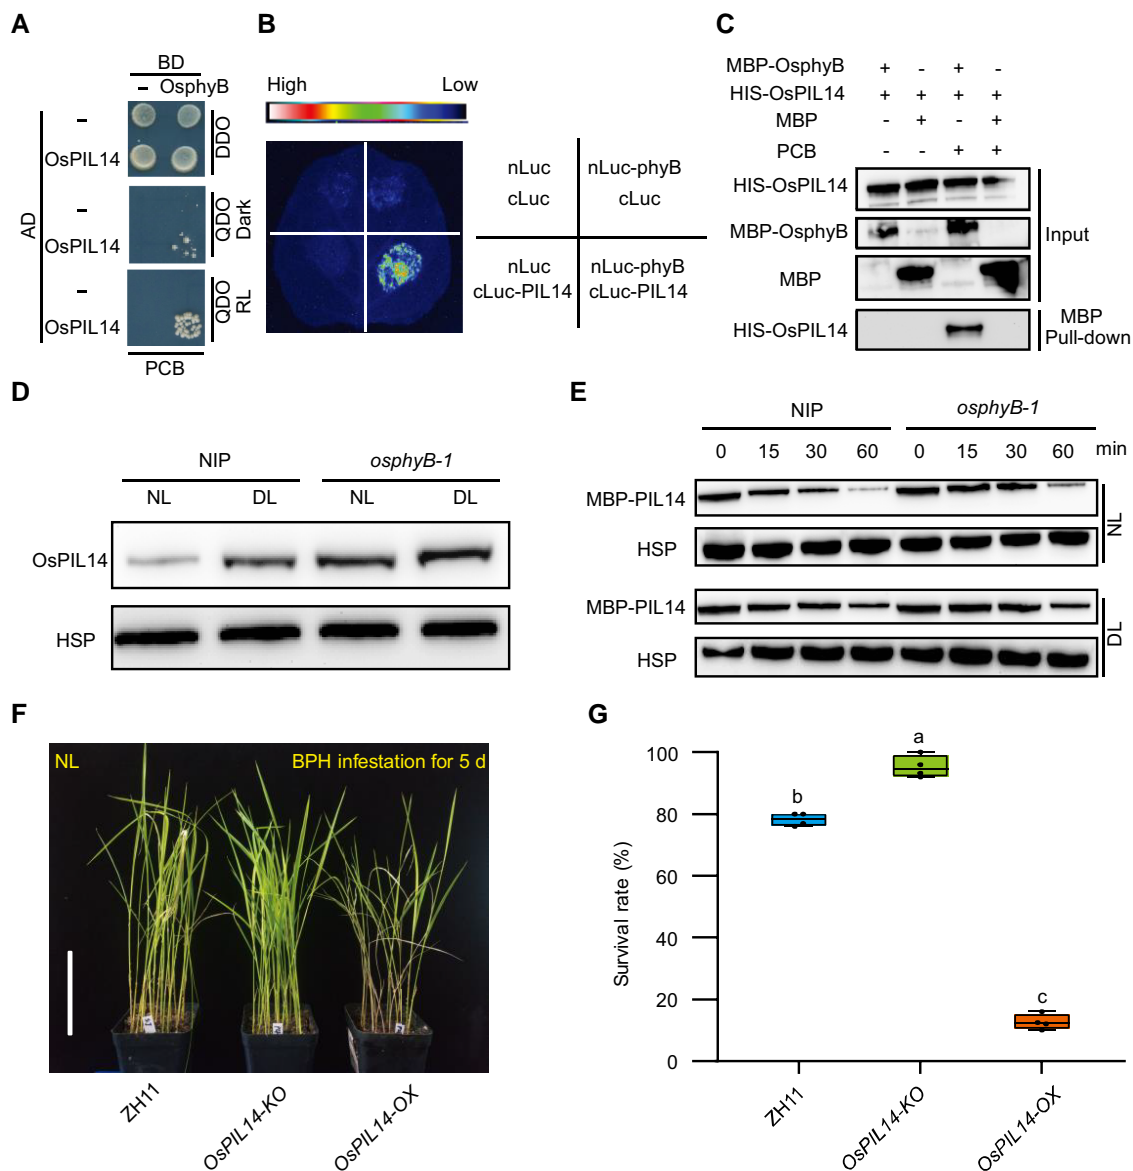 A
BD
– OsphyB
AD
–
OsPIL14
DDO
–
OsPIL14
QDO
Dark
–
OsPIL14
QDO
RL
PCB
B
High Low
nLuc nLuc-phyB
cLuc cLuc
nLuc nLuc-phyB
cLuc-PIL14 cLuc-PIL14
C
MBP-OsphyB + - + -
HIS-OsPIL14 + + + +
MBP - + - +
PCB - - + +
HIS-OsPIL14
MBP-OsphyB
MBP
Input
HIS-OsPIL14
MBP
Pull-down
D
NIP osphyB-1
NL DL NL DL
OsPIL14
HSP
E
NIP osphyB-1
0 15 30 60 0 15 30 60 min
MBP-PIL14
HSP
NL
MBP-PIL14
HSP
DL
F
NL BPH infestation for 5 d
ZH11
OsPIL14-KO
OsPIL14-OX
G
Survival rate (%)
100
80
60
40
20
0
b
a
c
ZH11
OsPIL14-KO
OsPIL14-OX